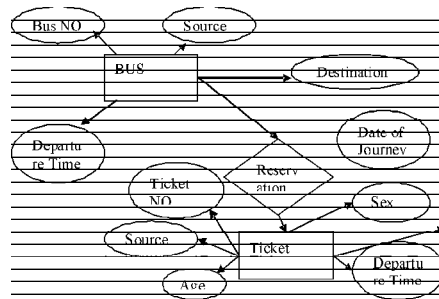 Bus NO
Source
BUS
Destination
Departu
re Time
Date of
Journey
Reserv
ation
Ticket
NO
Sex
Source
Ticket
Departu
re Time
Age